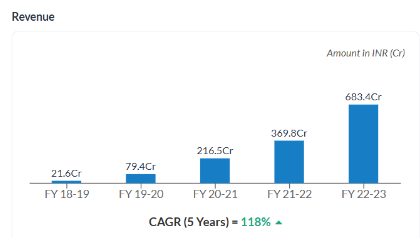 Revenue
Amount in INR (Cr)
683.4Cr
369.8Cr
216.5Cr
79.4Cr
21.6Cr
FY 18-19 FY 19-20 FY 20-21 FY 21-22 FY 22-23
CAGR (5 Years) = 118%